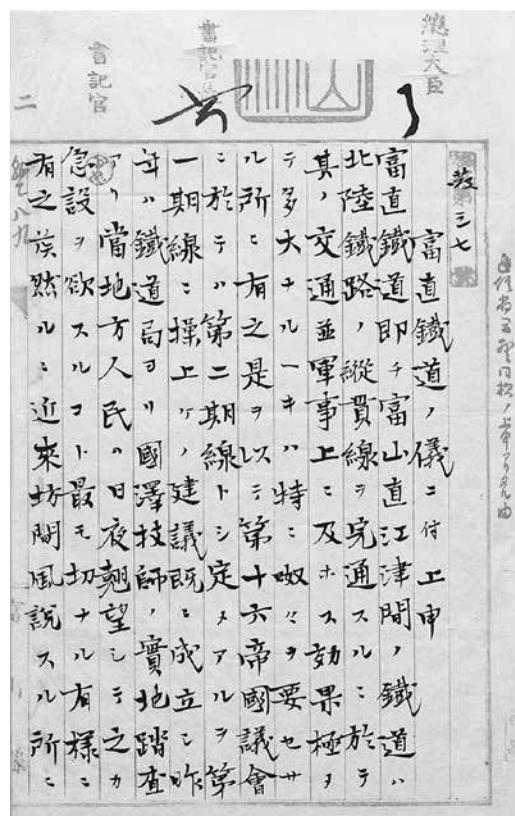 總理大臣
書記官長
書記官
二
発第三七號
富直鐵道ノ儀ニ付上申
富直鐵道即チ富山直江津間ノ鐵道ハ
北陸鐵路ノ縱貫線ヲ完通スルニ於テ
其ノ交通並軍事上ニ及ホス効果極メ
テ多大ナルヿハ特ニ呶々ヲ要セサ
ル所ニ有之是ヲ以テ第十六帝國議會
ニ於テハ第二期線トシ定メアルヲ第
一期線ニ操上ケノ建議既ニ成立シ昨
年ハ鐵道局ヨリ國澤技師ノ實地踏査
アリ當地方人民ハ日夜翹望シテ之カ
急設ヲ欲スルコト最モ切ナル有樣ニ
有之候然ルニ近來坊間風說スル所ニ